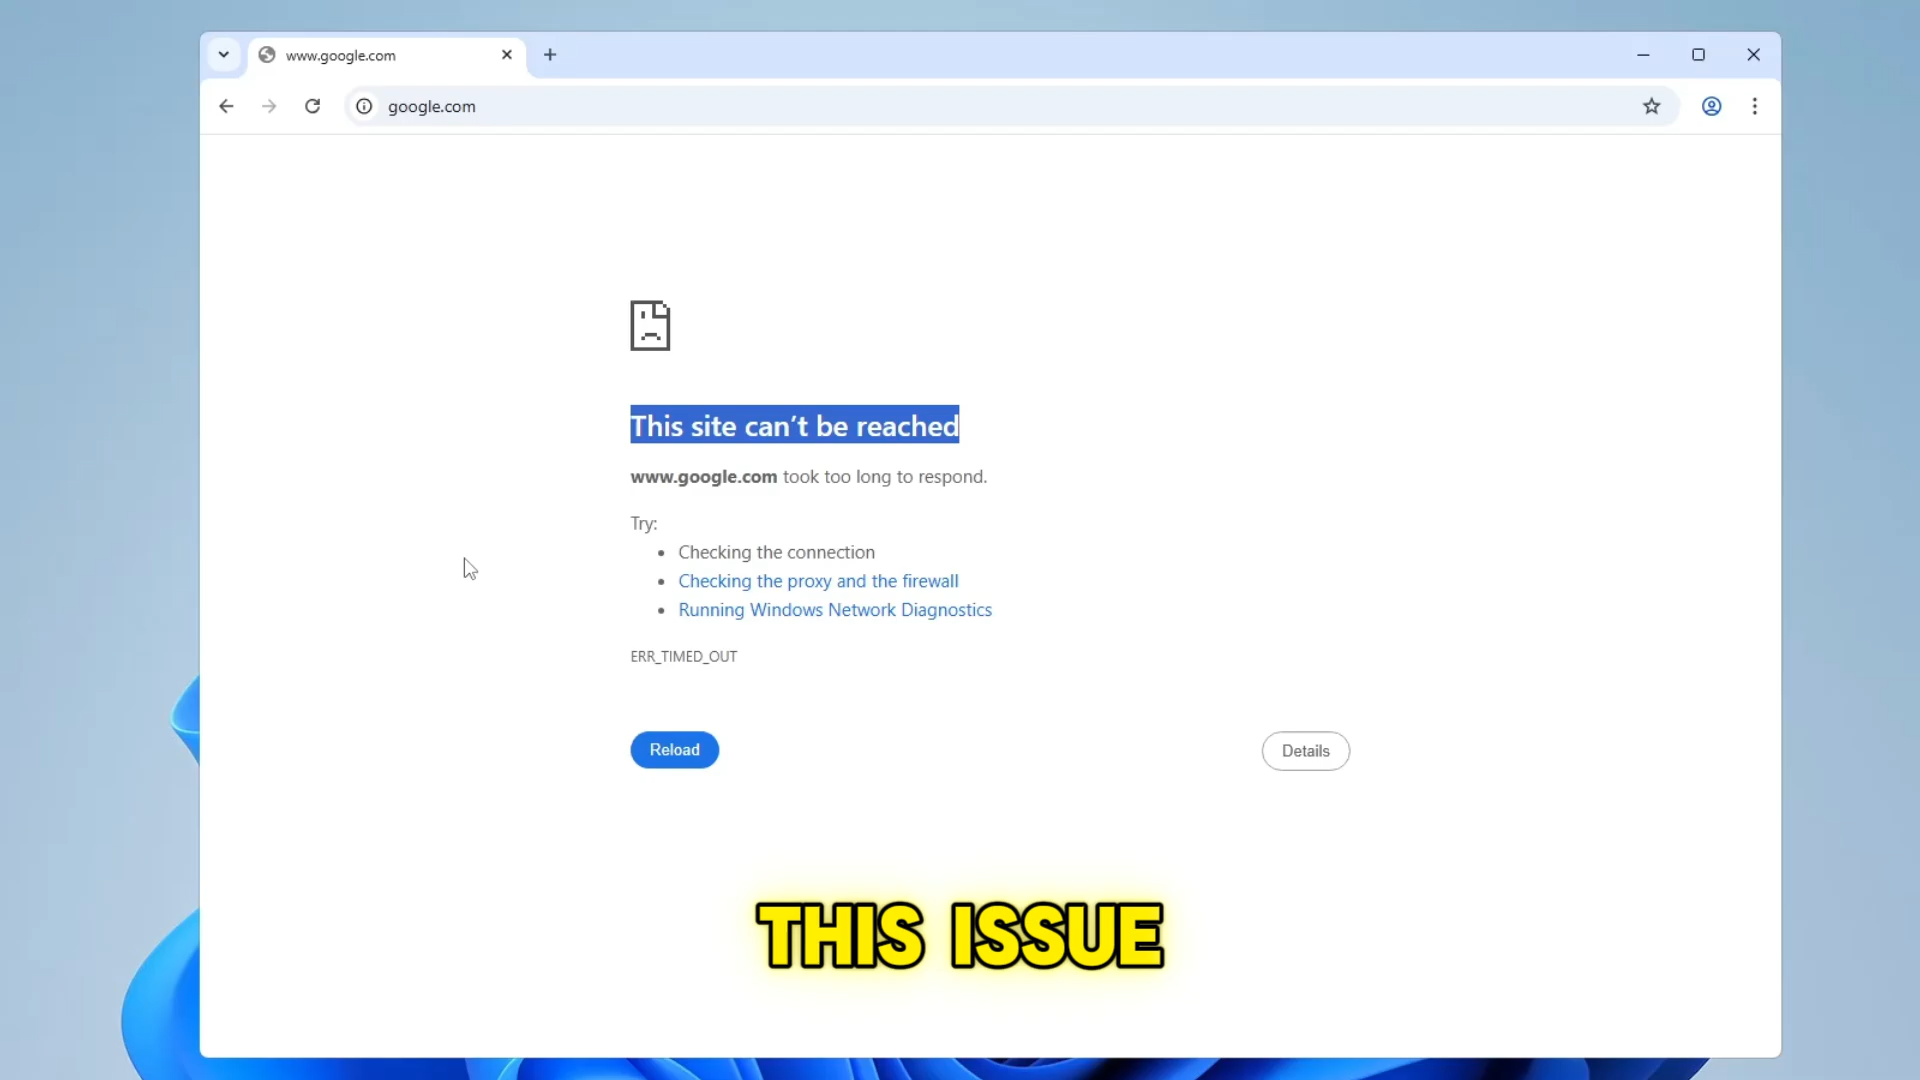 www.google.com
google.com
This site can’t be reached
www.google.com took too long to respond.
Try:
Checking the connection
Checking the proxy and the firewall
Running Windows Network Diagnostics
ERR_TIMED_OUT
Reload
Details
THIS ISSUE